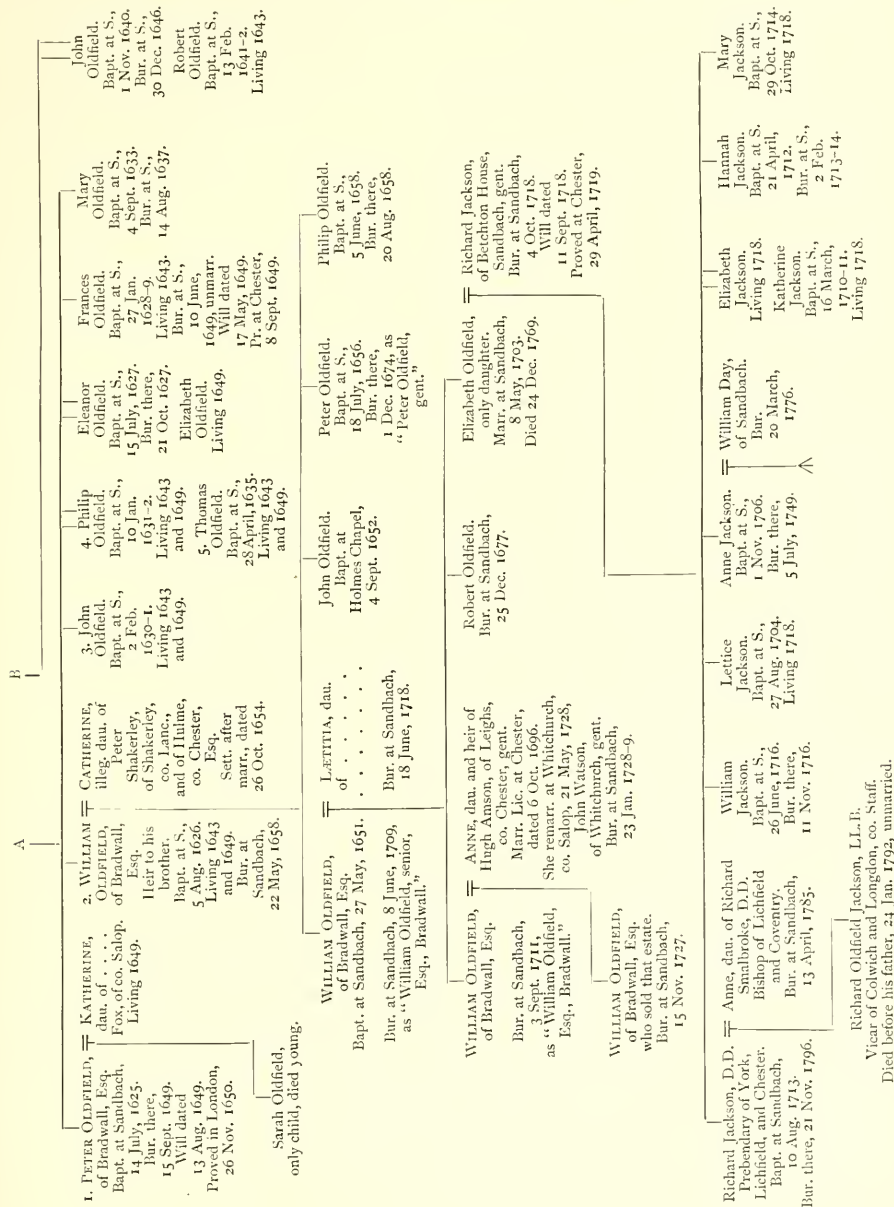 A
B
1. PETER OLDFIELD,
of Bradwall, Esq.
Bapt. at Sandbach,
14 July, 1625.
Bur. there,
15 Sept. 1649.
Will dated
13 Aug. 1649.
Proved in London,
26 Nov. 1650.
KATHERINE,
dau. of . . . . .
Fox, of co. Salop.
Living 1649.
2. WILLIAM
OLDFIELD,
of Bradwall,
Esq.
Heir to his
brother.
Bapt. at S.,
5 Aug. 1626.
Living 1643
and 1649.
Bur. at
Sandbach,
22 May, 1658.
CATHERINE,
illeg. dau. of
Peter
Shakerley,
of Shakerley,
co. Lanc.,
and of Hulme,
co. Chester,
Esq.
Sett. after
marr., dated
26 Oct. 1654.
3. John
Oldfield.
Bapt. at S.,
2 Feb.
1630-1.
Living 1643
and 1649.
4. Philip
Oldfield.
Bapt. at S.,
10 Jan.
1631-2.
Living 1643
and 1649.
5. Thomas
Oldfield.
Bapt. at S.,
28 April, 1635.
Living 1643
and 1649.
Eleanor
Oldfield.
Bapt. at S.,
15 July, 1627.
Bur. there,
21 Oct. 1627.
Elizabeth
Oldfield.
Living 1649.
Frances
Oldfield.
Bapt. at S.,
27 Jan.
1628-9.
Living 1643.
Bur. at S.,
10 June,
1649, unmarr.
Will dated
17 May, 1649.
Pr. at Chester,
8 Sept, 1649.
Mary
Oldfield.
Bapt. at S.,
4 Sept. 1633.
Bur. at S.,
14 Aug. 1637.
John
Oldfield.
Bapt. at S.,
1 Nov. 1640.
Bur. at S.,
30 Dec. 1646.
Robert
Oldfield.
Bapt. at S.,
13 Feb.
1641-2.
Living 1643.
Sarah Oldfield,
only child, died young.
WILLIAM OLDFIELD,
of Bradwall, Esq.
Bapt. at Sandbach, 27 May, 1651.
Bur. at Sandbach, 8 June, 1709,
as "William Oldfield, senior,
Esq., Bradwall."
LÆTITIA, dau.
of . . . . . .
. . . . . . . .
Bur. at Sandbach,
18 June, 1718.
John Oldfield.
Bapt. at
Holmes Chapel,
4 Sept. 1652.
Peter Oldfield.
Bapt. at S.,
18 July, 1656.
Bur. there,
1 Dec. 1674, as
"Peter Oldfield,
gent."
Philip Oldfield.
Bapt. at S.,
5 June, 1658.
Bur. there,
20 Aug. 1658.
WILLIAM OLDFIELD,
of Bradwall, Esq.
Bur. at Sandbach,
3 Sept. 1711,
as "William Oldfield,
Esq., Bradwall."
ANNE, dau. and heir of
Hugh Amson, of Leighs,
co. Chester, gent.
Marr. Lic. at Chester,
dated 6 Oct. 1696.
She remarr. at Whitchurch,
co. Salop, 21 May, 1728,
John Watson,
of Whitchurch, gent.
Bur. at Sandbach,
23 Jan. 1728-9.
Robert Oldfield.
Bur. at Sandbach,
25 Dec. 1677.
Elizabeth Oldfield,
only daughter.
Marr. at Sandbach,
8 May, 1703.
Died 24 Dec. 1769.
Richard Jackson,
of Betchton House,
Sandbach, gent.
Bur. at Sandbach,
4 Oct. 1718.
Will dated
11 Sept. 1718.
Proved at Chester,
29 April, 1719.
WILLIAM OLDFIELD,
of Bradwall, Esq.
who sold that estate.
Bur. at Sandbach,
15 Nov. 1727.
Richard Jackson, D.D.
Prebendary of York,
Lichfield, and Chester.
Bapt. at Sandbach,
10 Aug. 1713.
Bur. there, 21 Nov. 1796.
Anne, dau. of Richard
Smalbroke, D.D.
Bishop of Lichfield
and Coventry.
Bur. at Sandbach,
13 April, 1785.
William
Jackson.
Bapt. at S.,
26 June, 1716.
Bur. there,
11 Nov. 1716.
Lettice
Jackson.
Bapt. at S.,
27 Aug. 1704.
Living 1718.
Anne Jackson.
Bapt. at S.,
1 Nov. 1706.
Bur. there,
5 July, 1749.
William Day,
of Sandbach.
Bur.
20 March,
1776.
Elizabeth
Jackson.
Living 1718.
Katherine
Jackson.
Bapt. at S.,
16 March,
1710-11.
Living 1718.
Hannah
Jackson.
Bapt. at S.
21 April,
1712.
Bur. at S.,
2 Feb.
1713-14.
Mary
Jackson.
Bapt. at S.,
29 Oct. 1714.
Living 1718.
Richard Oldfield Jackson, LL.B.
Vicar of Colwich and Longdon, co. Staff.
Died before his father, 24 Jan. 1792, unmarried.